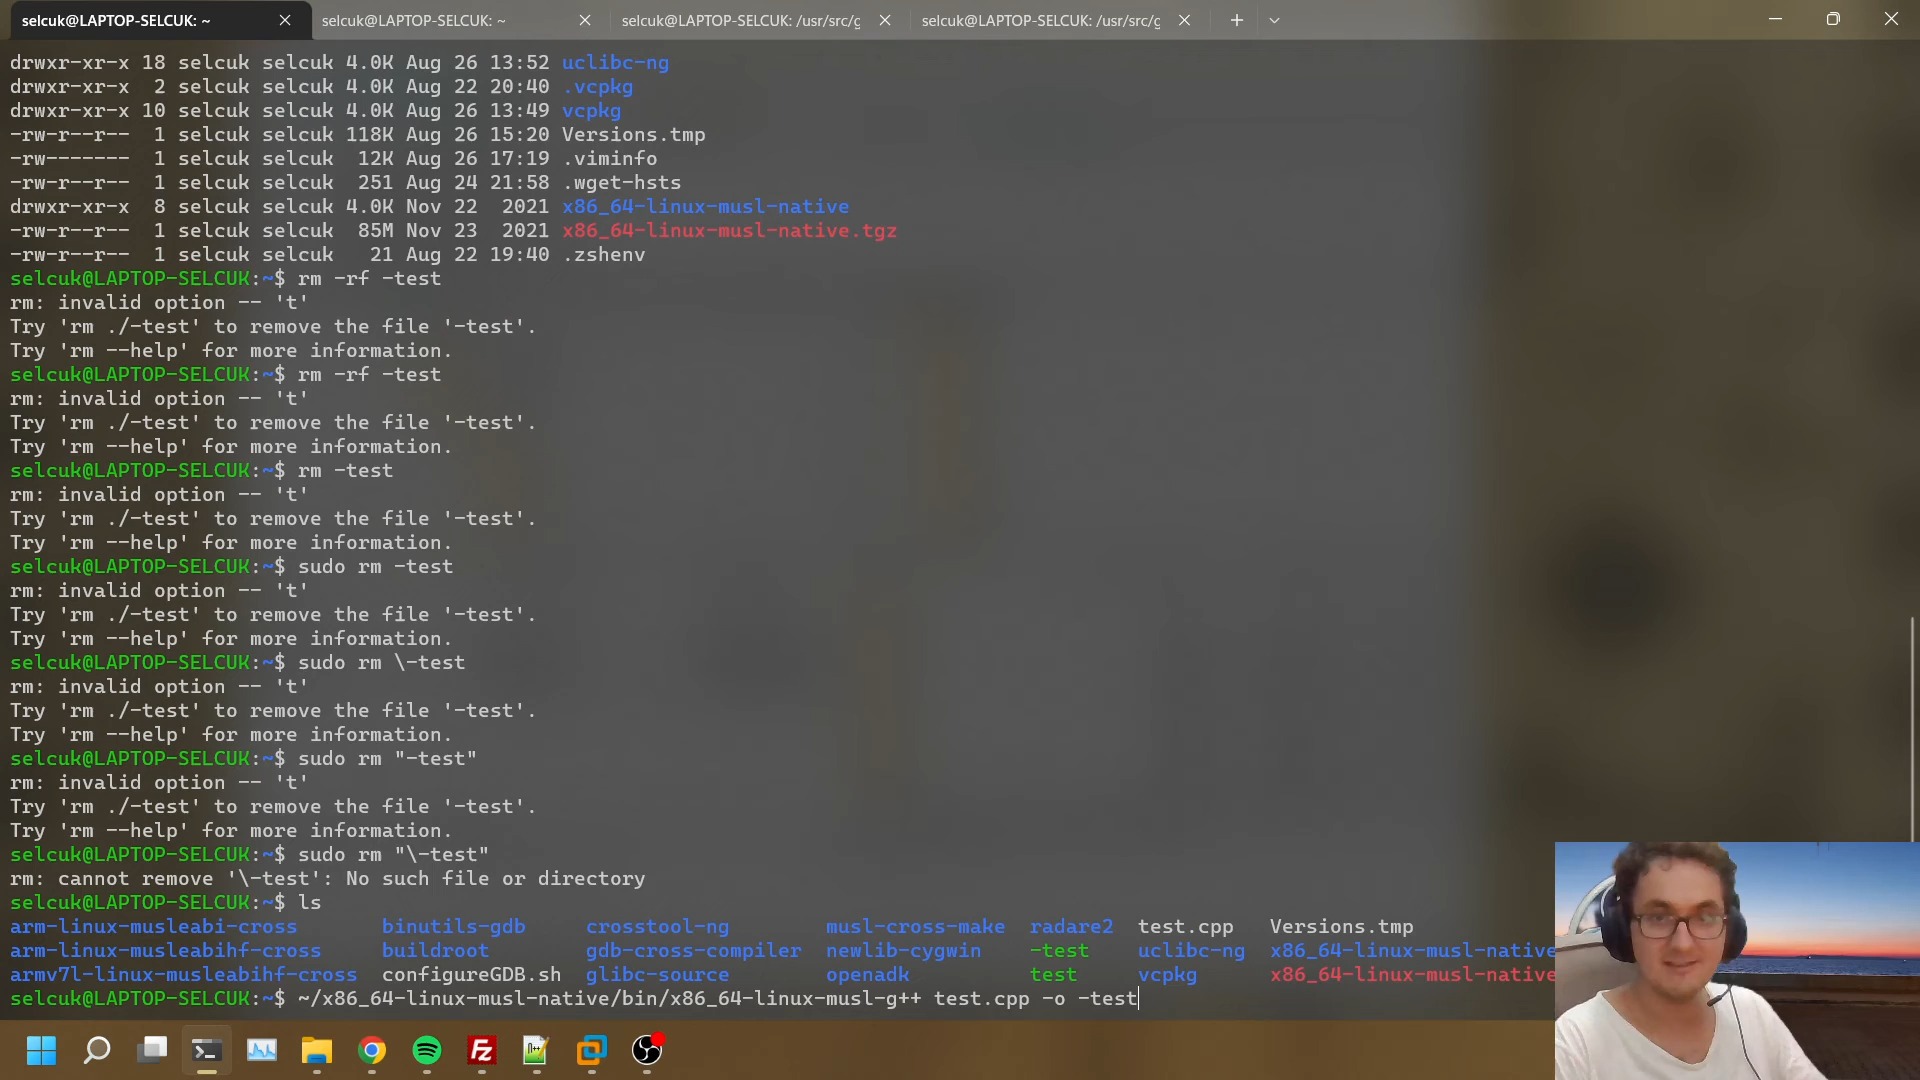 selcuk@LAPTOP-SELCUK: ~
selcuk@LAPTOP-SELCUK: ~
selcuk@LAPTOP-SELCUK: /usr/src/g
selcuk@LAPTOP-SELCUK: /usr/src/g
drwxr-xr-x 18 selcuk selcuk 4.0K Aug 26 13:52 uclibc-ng
drwxr-xr-x  2 selcuk selcuk 4.0K Aug 22 20:40 .vcpkg
drwxr-xr-x 10 selcuk selcuk 4.0K Aug 26 13:49 vcpkg
-rw-r--r--  1 selcuk selcuk 118K Aug 26 15:20 Versions.tmp
-rw-------  1 selcuk selcuk  12K Aug 26 17:19 .viminfo
-rw-r--r--  1 selcuk selcuk  251 Aug 24 21:58 .wget-hsts
drwxr-xr-x  8 selcuk selcuk 4.0K Nov 22  2021 x86_64-linux-musl-native
-rw-r--r--  1 selcuk selcuk  85M Nov 23  2021 x86_64-linux-musl-native.tgz
-rw-r--r--  1 selcuk selcuk   21 Aug 22 19:40 .zshenv
selcuk@LAPTOP-SELCUK:~$ rm -rf -test
rm: invalid option -- 't'
Try 'rm ./-test' to remove the file '-test'.
Try 'rm --help' for more information.
selcuk@LAPTOP-SELCUK:~$ rm -rf -test
rm: invalid option -- 't'
Try 'rm ./-test' to remove the file '-test'.
Try 'rm --help' for more information.
selcuk@LAPTOP-SELCUK:~$ rm -test
rm: invalid option -- 't'
Try 'rm ./-test' to remove the file '-test'.
Try 'rm --help' for more information.
selcuk@LAPTOP-SELCUK:~$ sudo rm -test
rm: invalid option -- 't'
Try 'rm ./-test' to remove the file '-test'.
Try 'rm --help' for more information.
selcuk@LAPTOP-SELCUK:~$ sudo rm \-test
rm: invalid option -- 't'
Try 'rm ./-test' to remove the file '-test'.
Try 'rm --help' for more information.
selcuk@LAPTOP-SELCUK:~$ sudo rm "-test"
rm: invalid option -- 't'
Try 'rm ./-test' to remove the file '-test'.
Try 'rm --help' for more information.
selcuk@LAPTOP-SELCUK:~$ sudo rm "\-test"
rm: cannot remove '\-test': No such file or directory
selcuk@LAPTOP-SELCUK:~$ ls
arm-linux-musleabi-cross binutils-gdb crosstool-ng musl-cross-make radare2 test.cpp Versions.tmp
arm-linux-musleabihf-cross buildroot gdb-cross-compiler newlib-cygwin -test uclibc-ng x86_64-linux-musl-native
armv7l-linux-musleabihf-cross configureGDB.sh glibc-source openadk test vcpkg x86_64-linux-musl-native
selcuk@LAPTOP-SELCUK:~$ ~/x86_64-linux-musl-native/bin/x86_64-linux-musl-g++ test.cpp -o -test
Fz